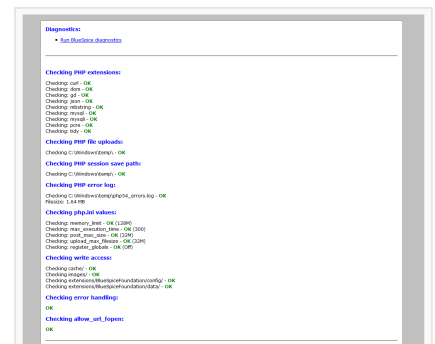 Diagnostics:
Run BlueSpice diagnostics
Checking PHP extensions:
Checking: curl - OK
Checking: dom - OK
Checking: gd - OK
Checking: json - OK
Checking: mbstring - OK
Checking: mysql - OK
Checking: mysqli - OK
Checking: pcre - OK
Checking: tidy - OK
Checking PHP file uploads:
Checking C:\Windows\temp\ - OK
Checking PHP session save path:
Checking C:\Windows\temp\ - OK
Checking PHP error log:
Checking C:\Windows\temp\php54_errors.log - OK
Filesize: 1.64 MB
Checking php.ini values:
Checking: memory_limit - OK (128M)
Checking: max_execution_time - OK (300)
Checking: post_max_size - OK (32M)
Checking: upload_max_filesize - OK (32M)
Checking: register_globals - OK (Off)
Checking write access:
Checking cache/ - OK
Checking images/ - OK
Checking extensions/BlueSpiceFoundation/config/ - OK
Checking extensions/BlueSpiceFoundation/data/ - OK
Checking error handling:
OK
Checking allow_url_fopen:
OK